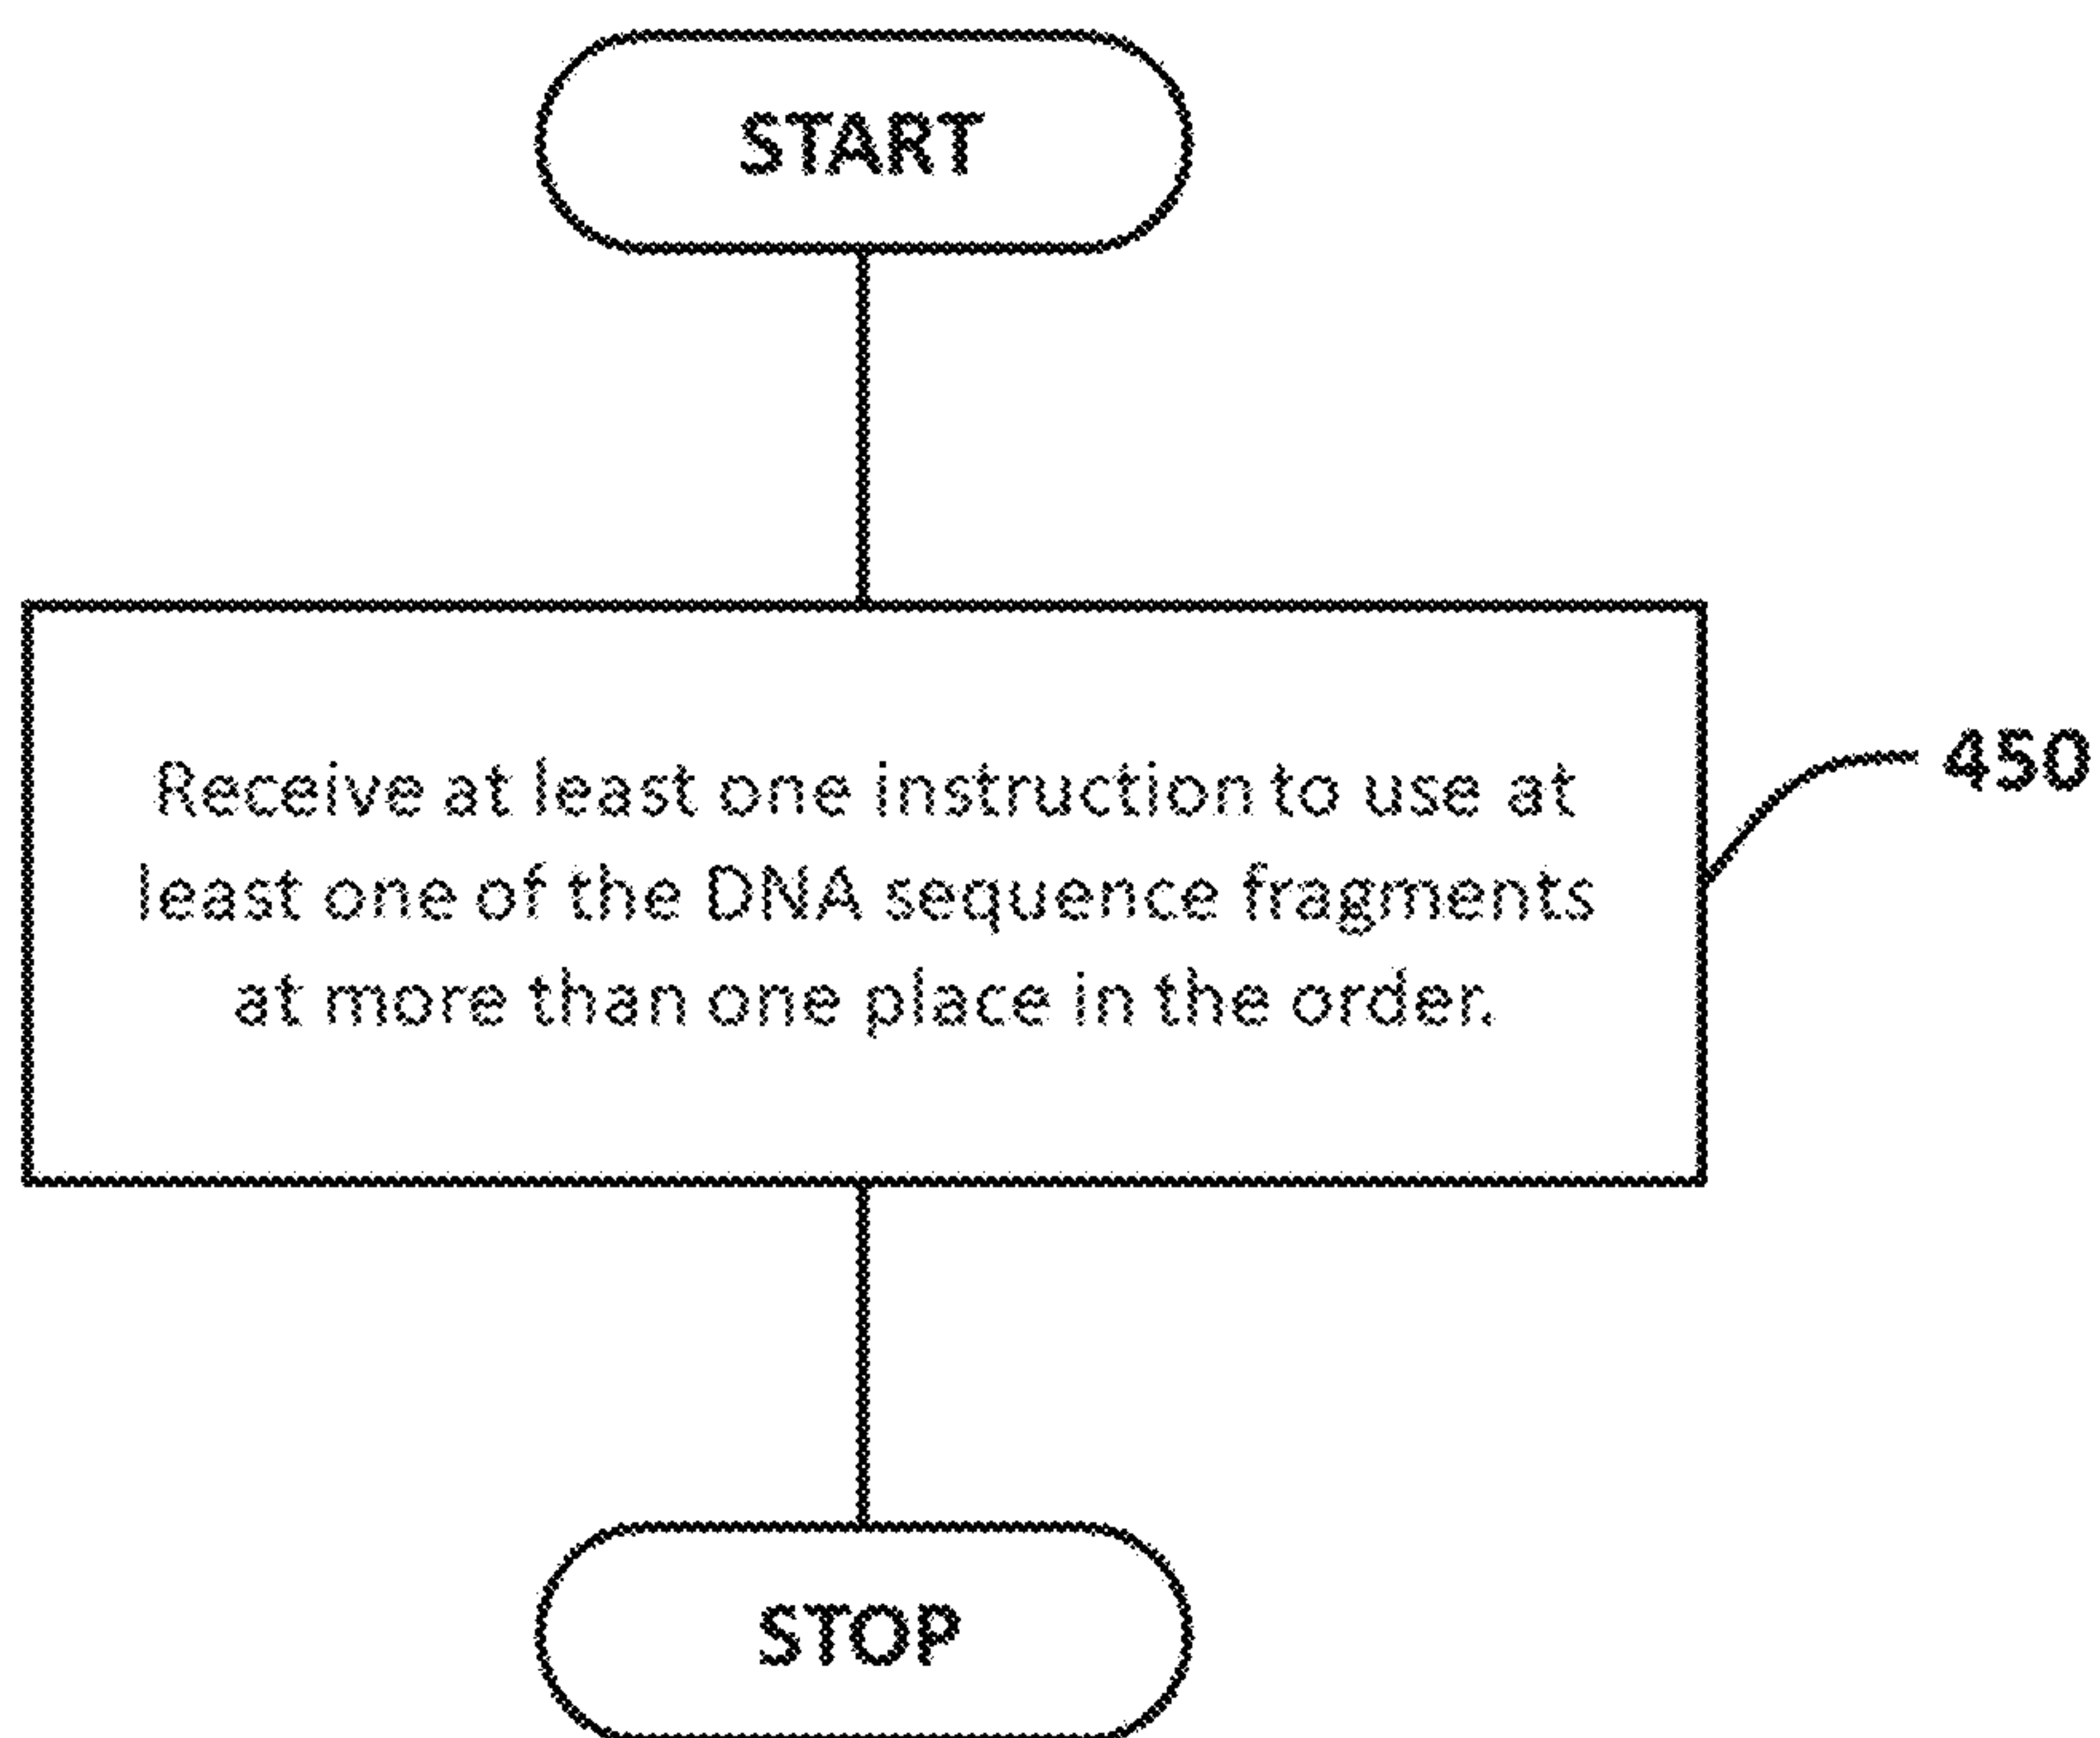 START
Receive at least one instruction to use at
450
least one of the DNA sequence fragments
at more than one place in the order.
STOP